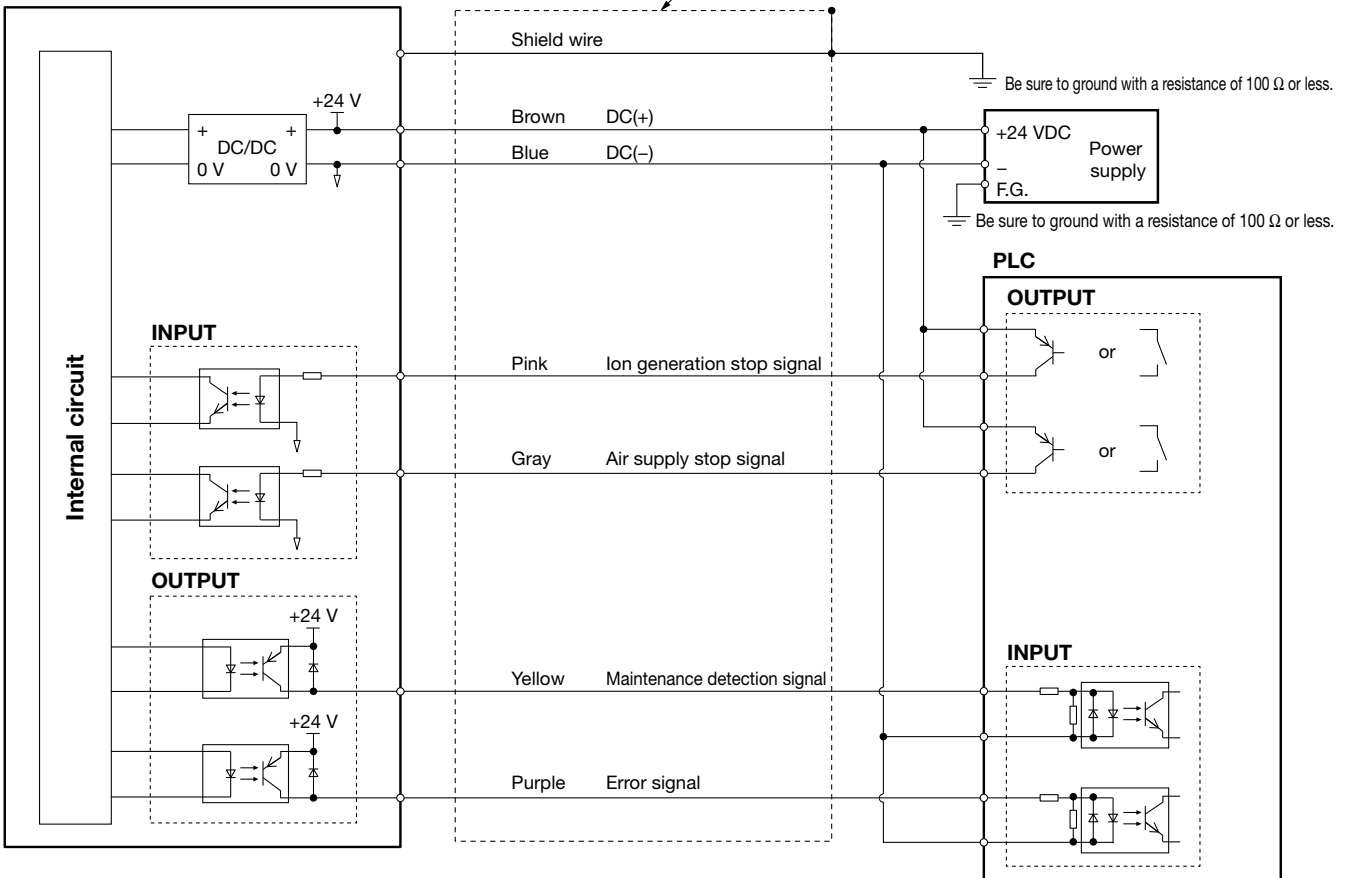 Shield wire
Be sure to ground with a resistance of 100 Ω or less.
+24 V
Brown DC(+)
+ +
DC/DC
0 V 0 V
Blue DC(−)
+24 VDC
Power
supply
−
F.G.
Be sure to ground with a resistance of 100 Ω or less.
PLC
OUTPUT
Internal circuit
INPUT
Pink Ion generation stop signal
or
Gray Air supply stop signal
or
OUTPUT
+24 V
Yellow Maintenance detection signal
INPUT
+24 V
Purple Error signal